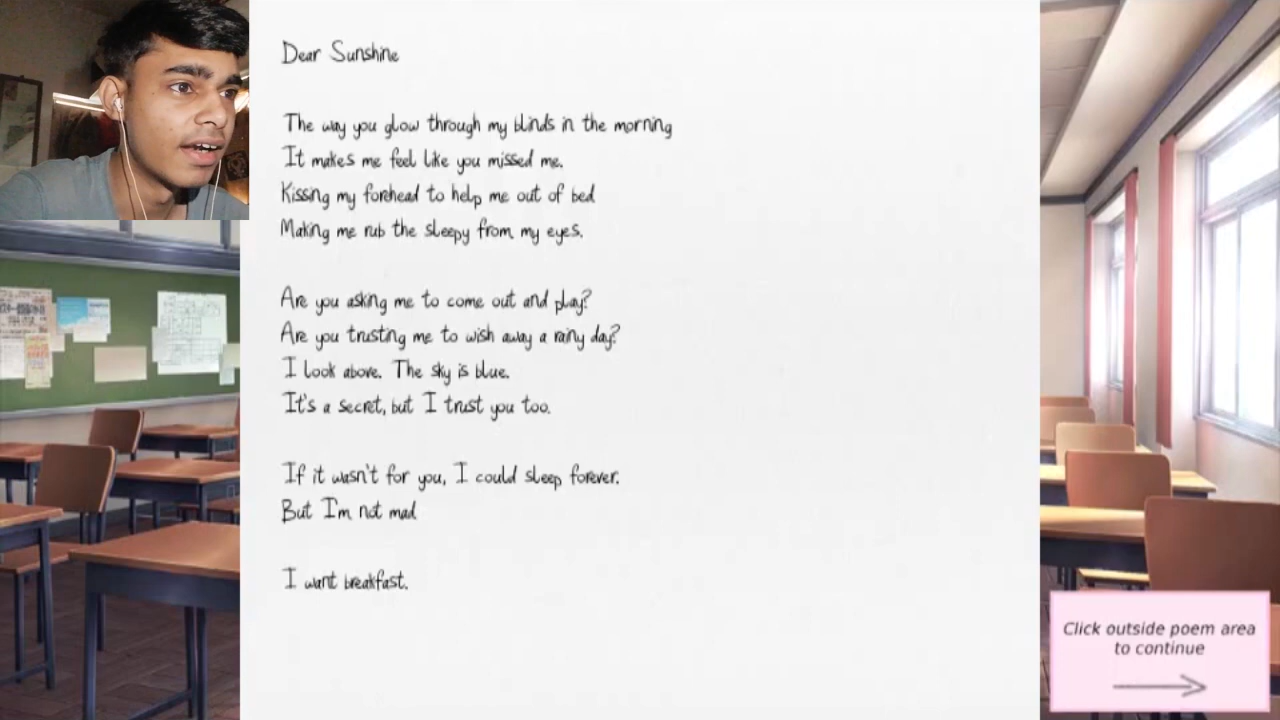 Dear Sunshine
The way you glow through my blinds in the morning
It makes me feel like you missed me.
Kissing my forehead to help me out of bed
Making me rub the sleepy from my eyes.
Are you asking me to come out and play?
Are you trusting me to wish away a rainy day?
I look above. The sky is blue.
It's a secret, but I trust you too.
If it wasn't for you, I could sleep forever.
But I'm not mad
I want breakfast.
Click outside poem area
to continue